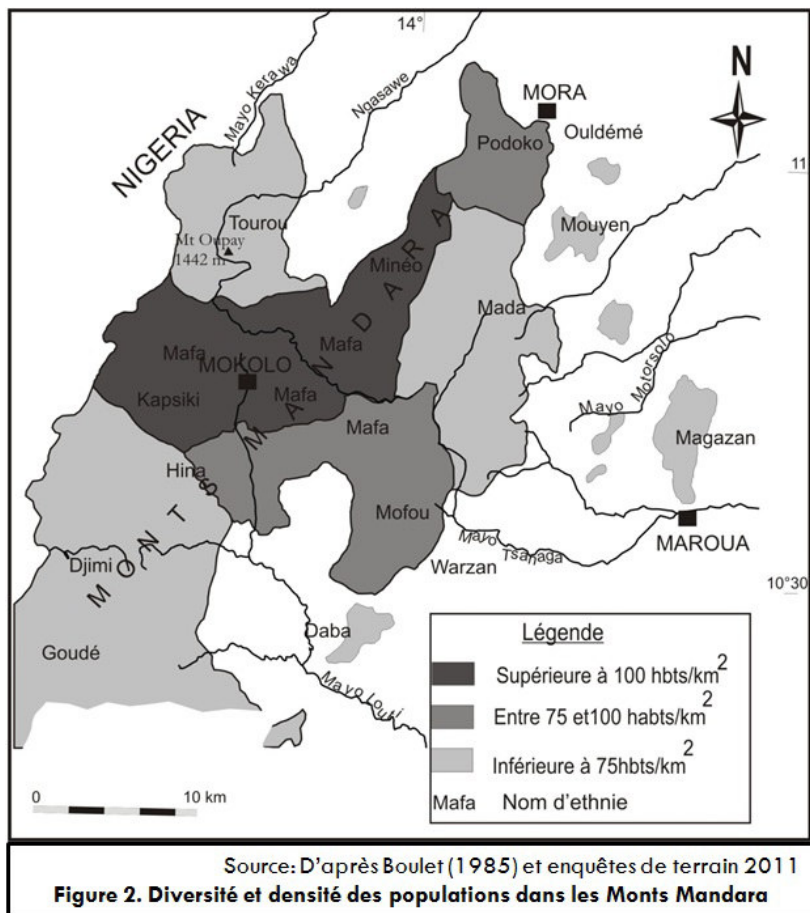 14°
N
NIGERIA
Mayo Kerawa
Ngasawe
MORA
Ouldémé
Podoko
11
Tourou
Mt Oupay
1442 m
Mouyen
Minéo
Mada
Mafa
Mafa
MOKOLO
Mafa
Kapsiki
Mafa
Mayo Motorsolo
Magazan
Hina
Mofou
MAROUA
Mayo Tsanaga
Warzan
MONTS MANDARA
Djimi
10°30
Daba
Goudé
Mayo Louti
0 10 km
Légende
Supérieure à 100 hbts/km²
Entre 75 et100 habts/km²
Inférieure à 75hbts/km²
Mafa Nom d'ethnie
Source: D'après Boulet (1985) et enquêtes de terrain 2011
Figure 2. Diversité et densité des populations dans les Monts Mandara